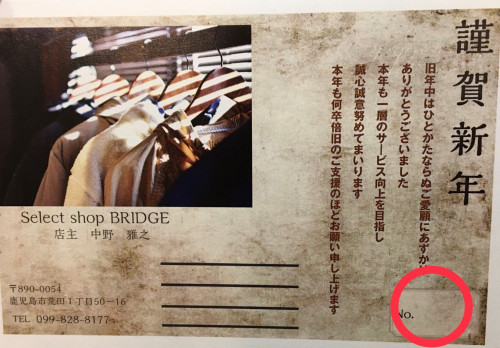 謹賀新年
旧年中はひとかたならぬご愛顧にあずかり
ありがとうございました
本年も一層のサービス向上を目指し
誠心誠意努めてまいります
本年も何卒倍旧のご支援のほどお願い申し上げます
Select shop BRIDGE
店主 中野 雅之
〒890-0054
鹿児島市荒田1丁目50-16
TEL 099-828-8177
No.